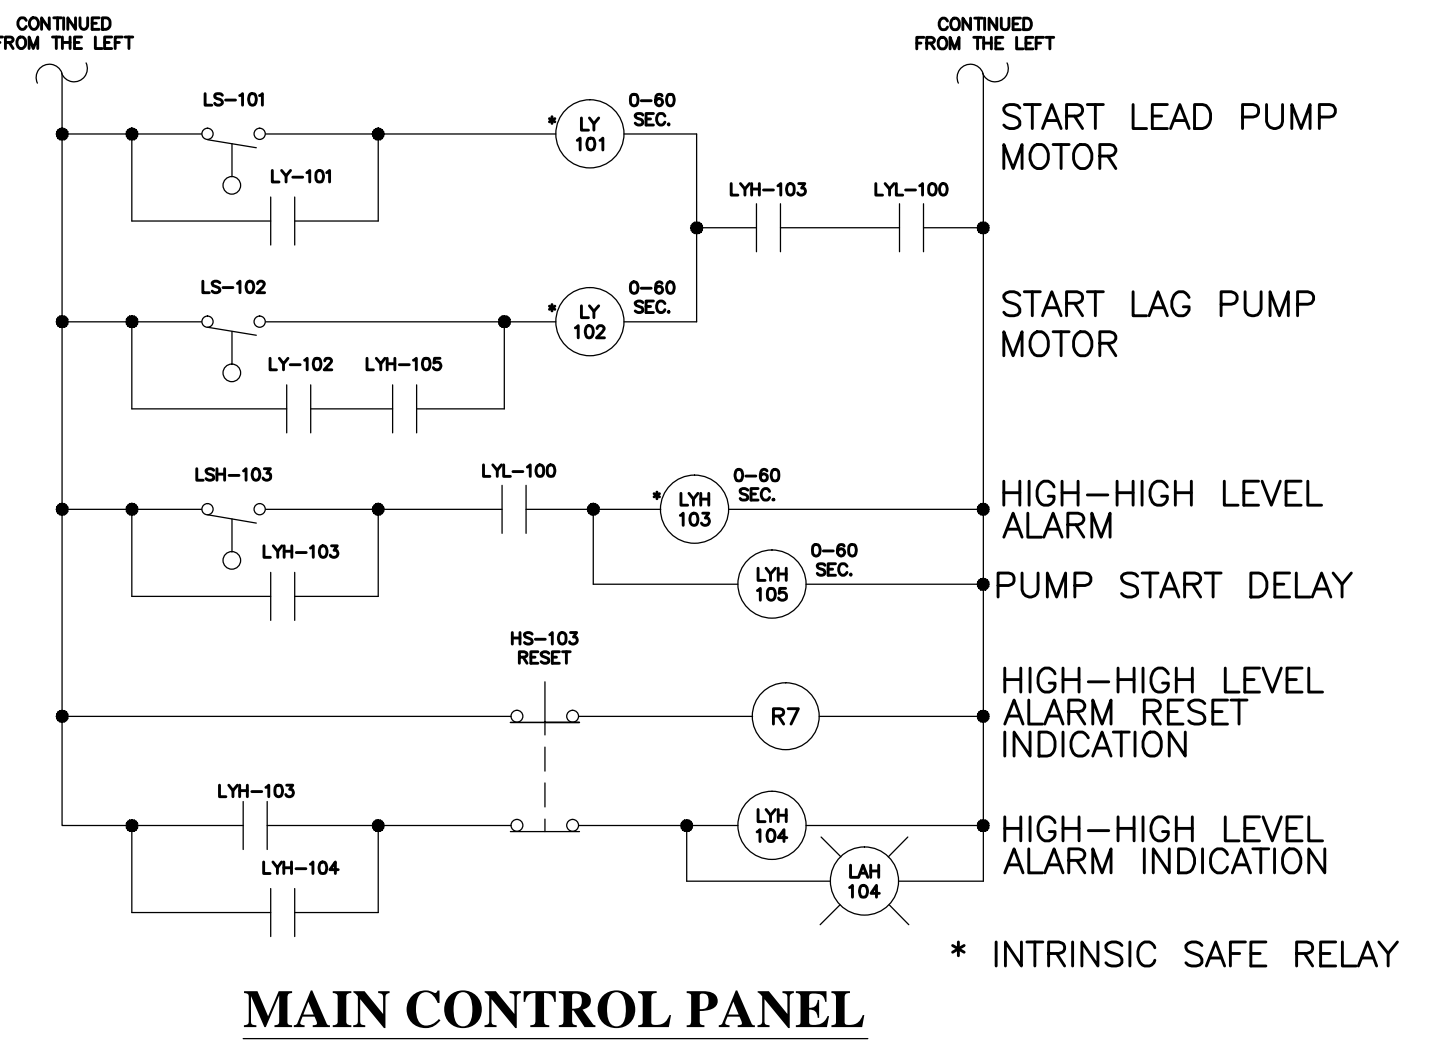 CONTINUED
FROM THE LEFT
CONTINUED
FROM THE LEFT
LS-101
* LY
101
0-60
SEC.
START LEAD PUMP
MOTOR
LY-101
LYH-103
LYL-100
LS-102
* LY
102
0-60
SEC.
START LAG PUMP
MOTOR
LY-102
LYH-105
LSH-103
LYL-100
* LYH
103
0-60
SEC.
HIGH-HIGH LEVEL
ALARM
LYH-103
LYH
105
0-60
SEC.
PUMP START DELAY
HS-103
RESET
R7
HIGH-HIGH LEVEL
ALARM RESET
INDICATION
LYH-103
LYH
104
HIGH-HIGH LEVEL
ALARM INDICATION
LYH-104
LAH
104
* INTRINSIC SAFE RELAY
MAIN CONTROL PANEL